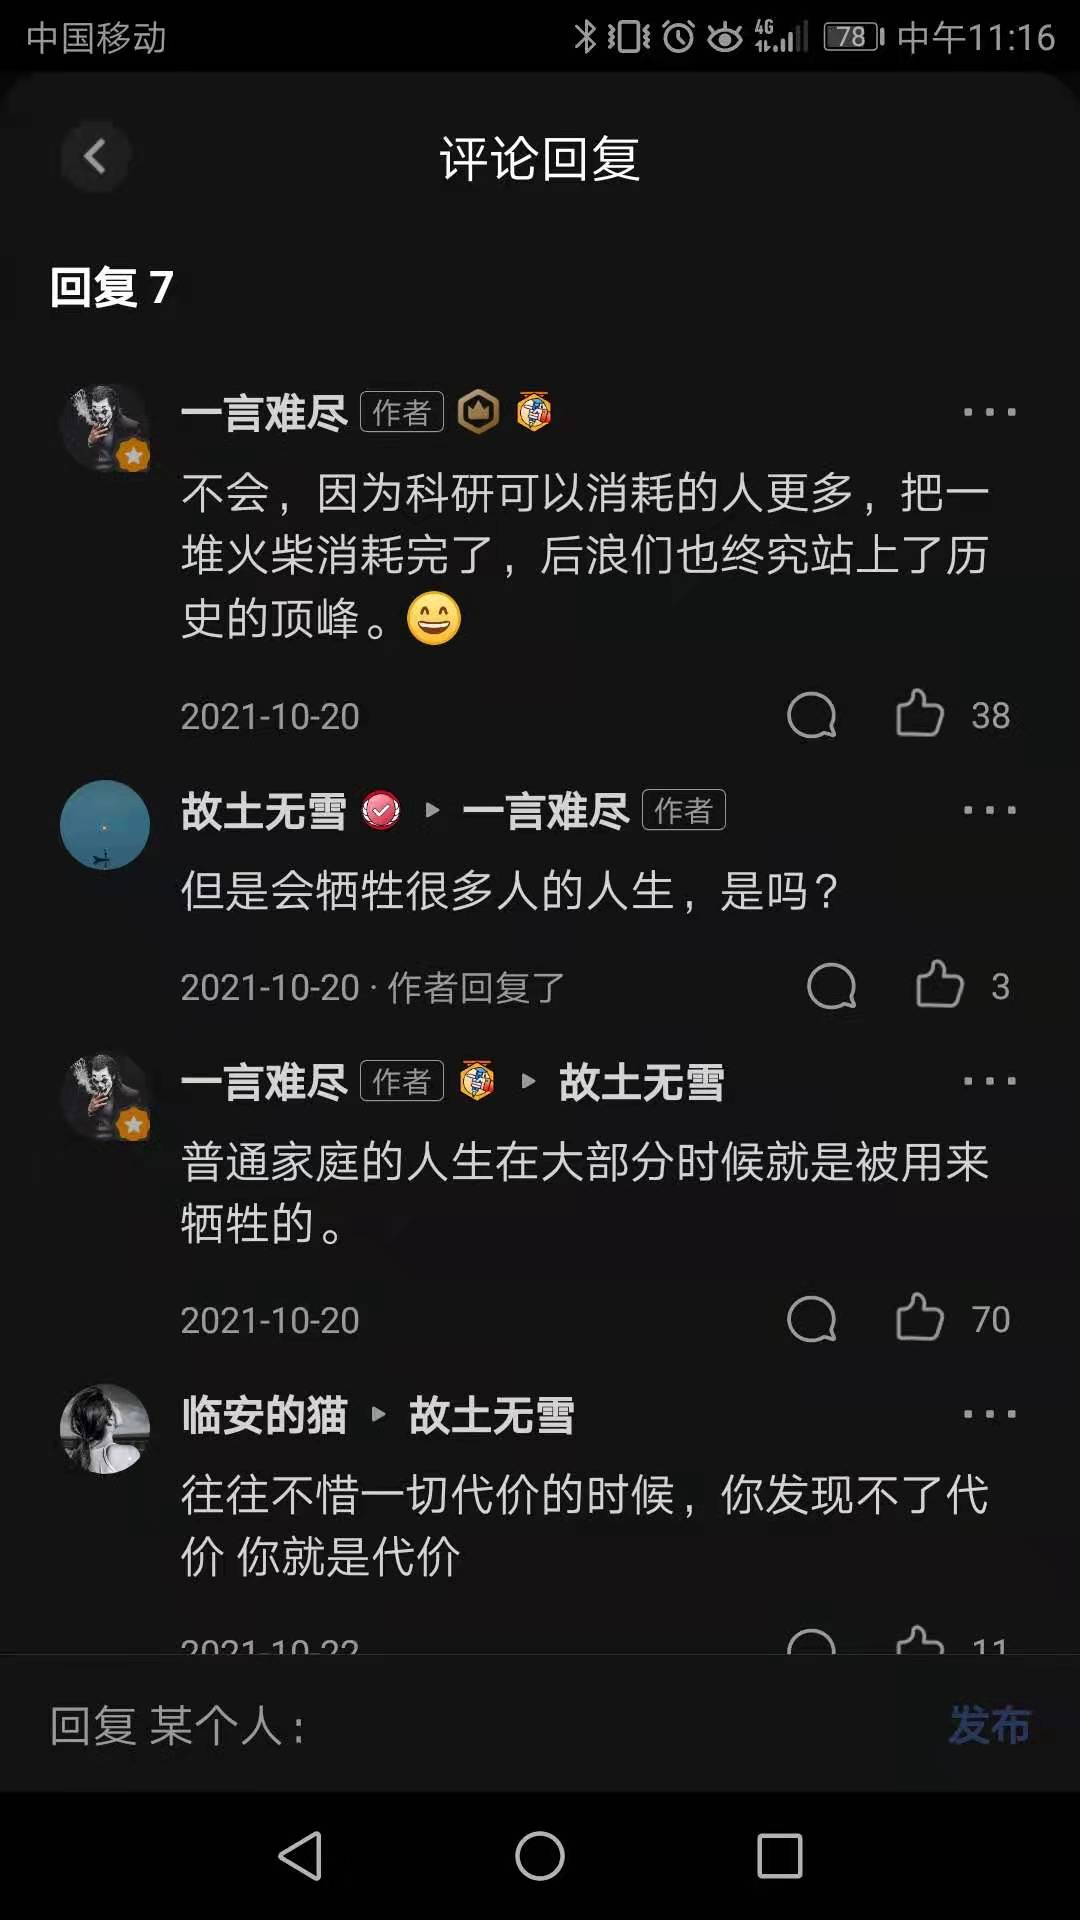 中国移动 4G 78 中午11:16
评论回复
回复 7
一言难尽 作者
不会，因为科研可以消耗的人更多，把一
堆火柴消耗完了，后浪们也终究站上了历
史的顶峰。😄
2021-10-20 38
故土无雪 一言难尽 作者
但是会牺牲很多人的人生，是吗？
2021-10-20 · 作者回复了 3
一言难尽 作者 故土无雪
普通家庭的人生在大部分时候就是被用来
牺牲的。
2021-10-20 70
临安的猫 故土无雪
往往不惜一切代价的时候，你发现不了代
价 你就是代价
2021-10-22 11
回复 某个人： 发布